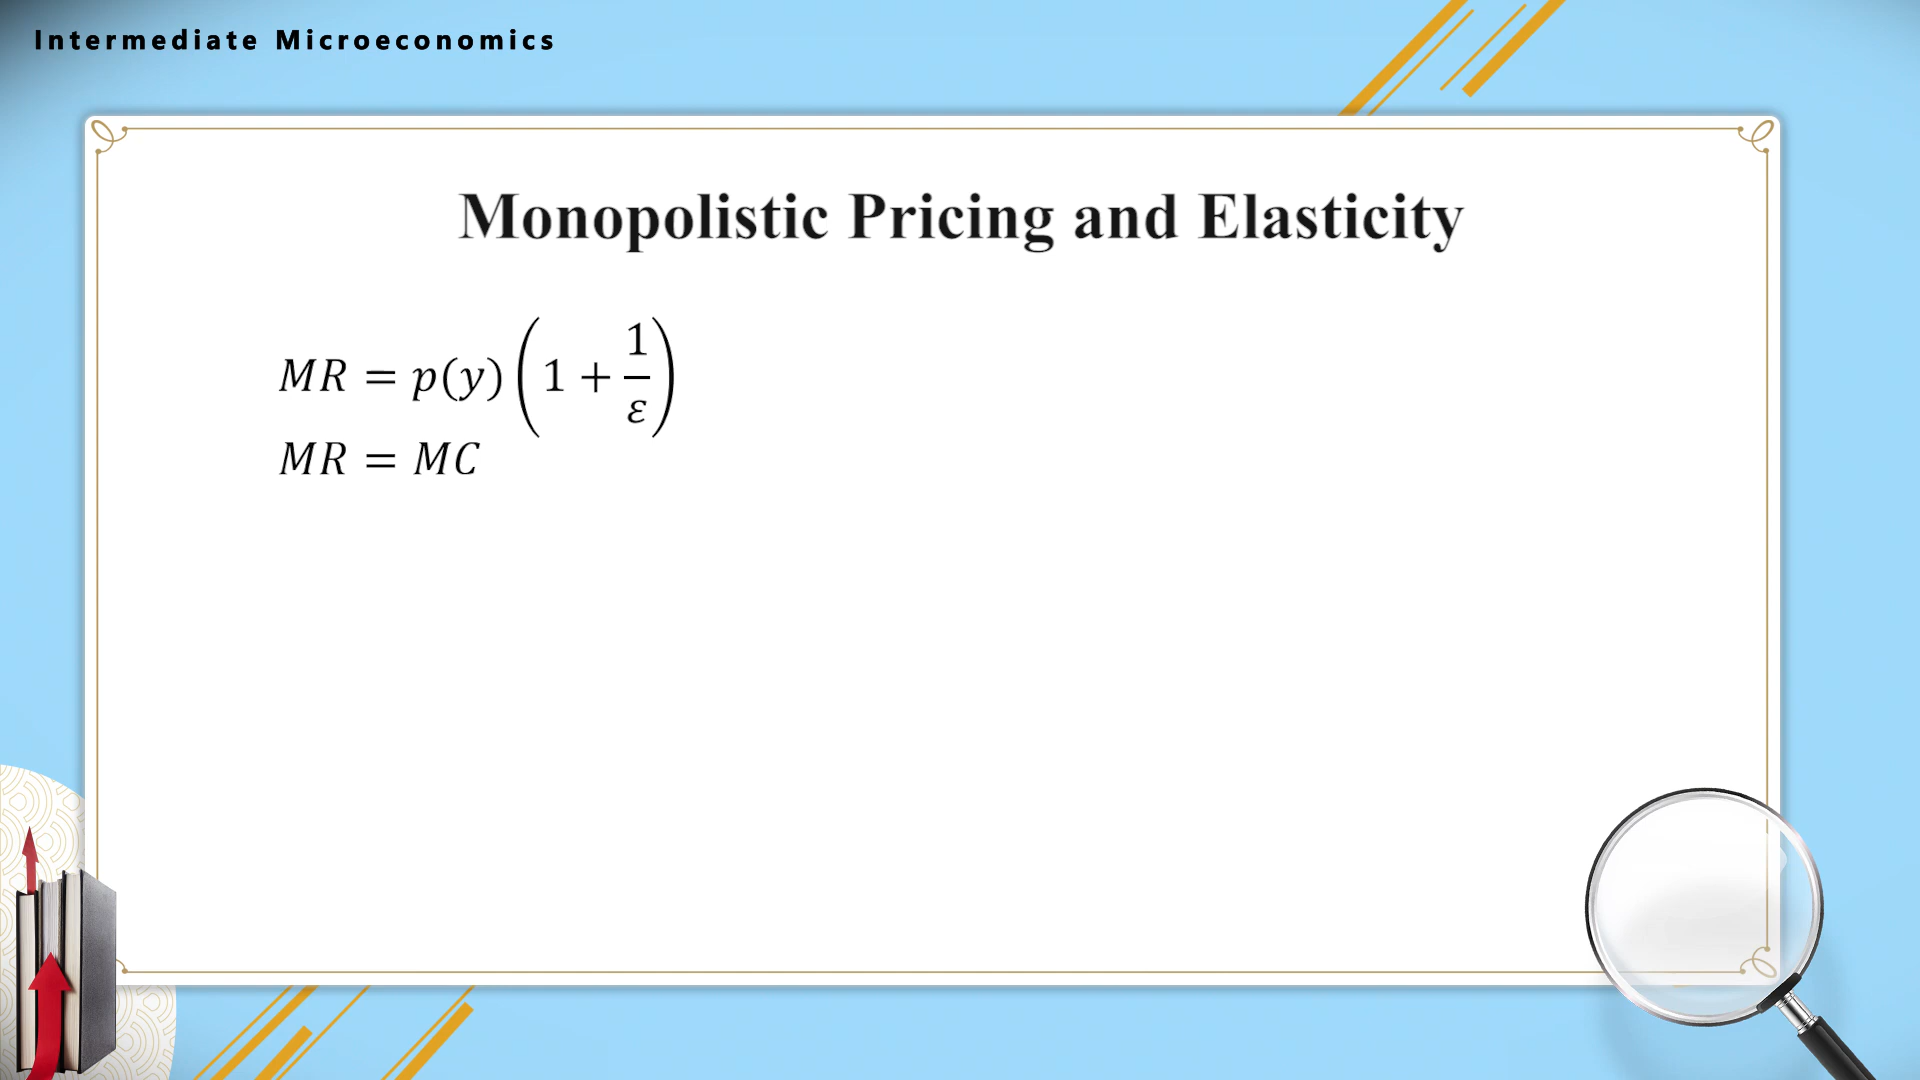 Intermediate Microeconomics
Monopolistic Pricing and Elasticity
MR = p(y)(1 + 1/ε)
MR = MC